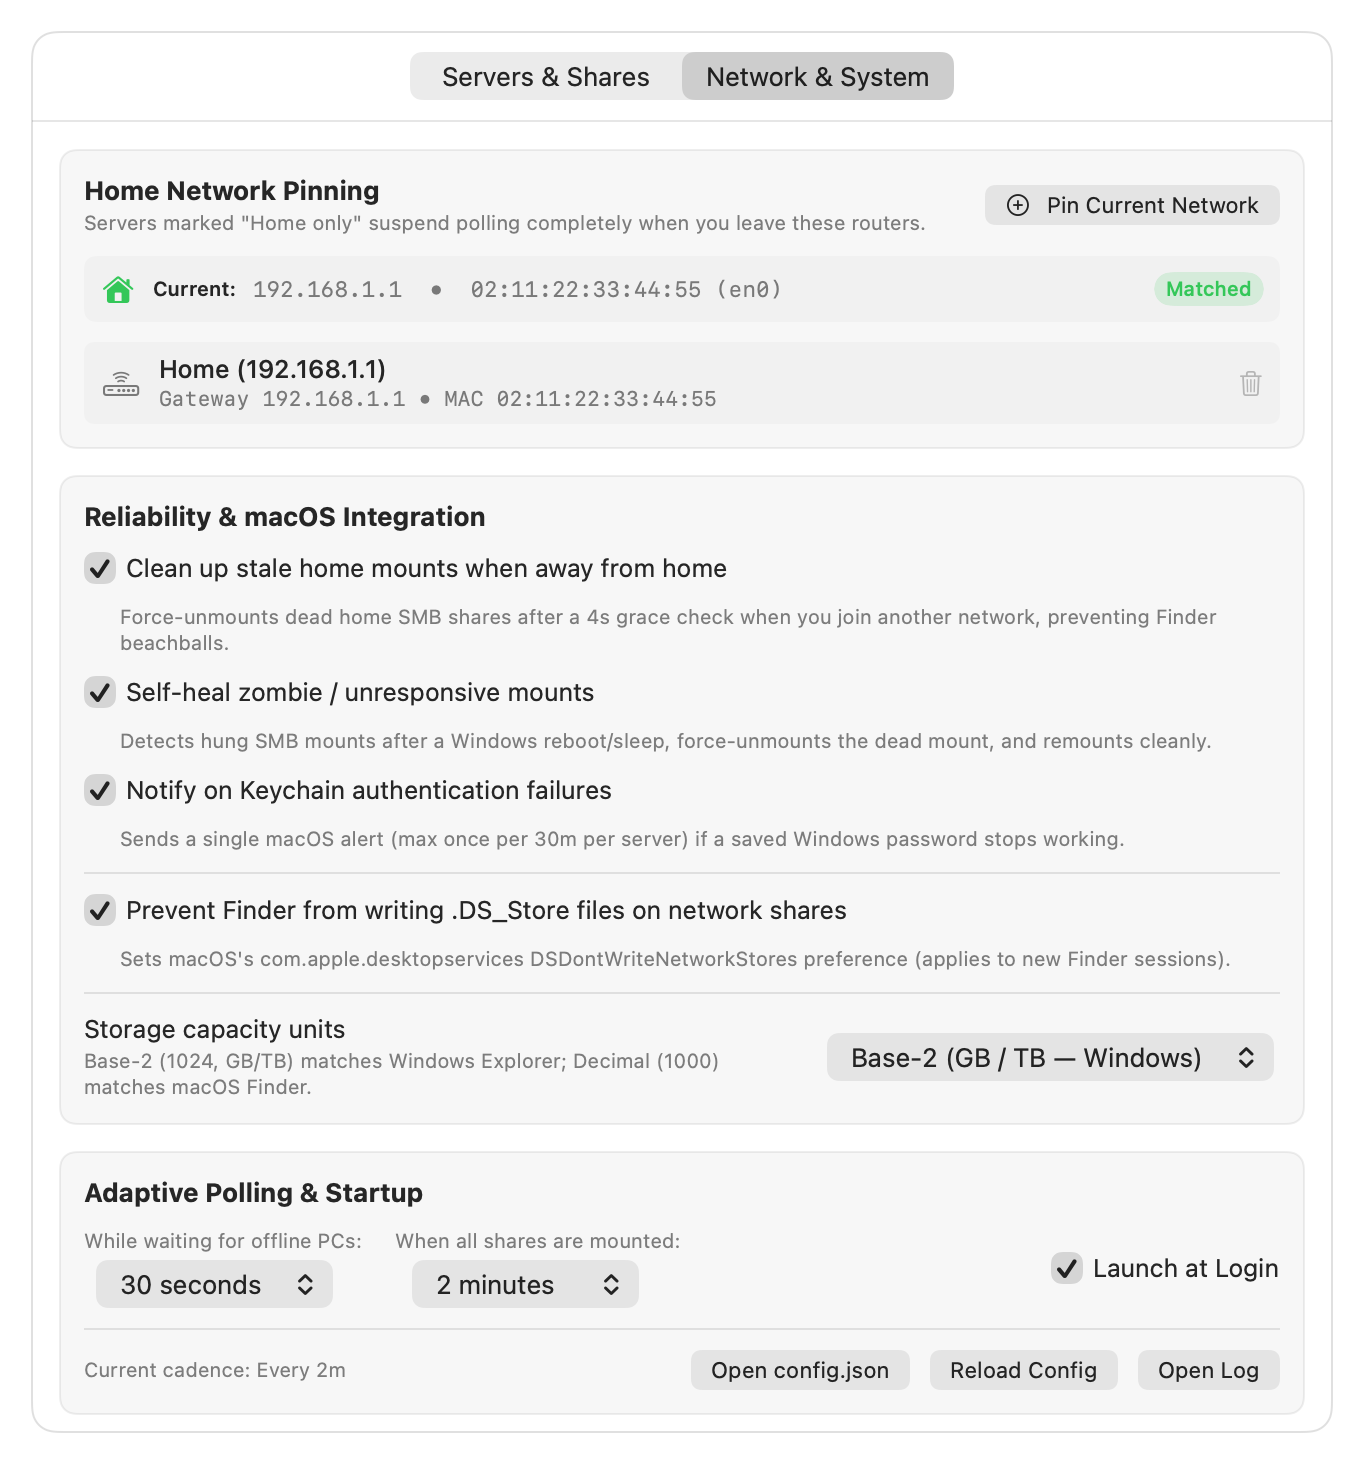 Servers & Shares
Network & System
Home Network Pinning
Servers marked "Home only" suspend polling completely when you leave these routers.
Pin Current Network
Current: 192.168.1.1 • 02:11:22:33:44:55 (en0)
Matched
Home (192.168.1.1)
Gateway 192.168.1.1 • MAC 02:11:22:33:44:55
Reliability & macOS Integration
Clean up stale home mounts when away from home
Force-unmounts dead home SMB shares after a 4s grace check when you join another network, preventing Finder
beachballs.
Self-heal zombie / unresponsive mounts
Detects hung SMB mounts after a Windows reboot/sleep, force-unmounts the dead mount, and remounts cleanly.
Notify on Keychain authentication failures
Sends a single macOS alert (max once per 30m per server) if a saved Windows password stops working.
Prevent Finder from writing .DS_Store files on network shares
Sets macOS's com.apple.desktopservices DSDontWriteNetworkStores preference (applies to new Finder sessions).
Storage capacity units
Base-2 (1024, GB/TB) matches Windows Explorer; Decimal (1000)
matches macOS Finder.
Base-2 (GB / TB — Windows)
Adaptive Polling & Startup
While waiting for offline PCs:
30 seconds
When all shares are mounted:
2 minutes
Launch at Login
Current cadence: Every 2m
Open config.json
Reload Config
Open Log